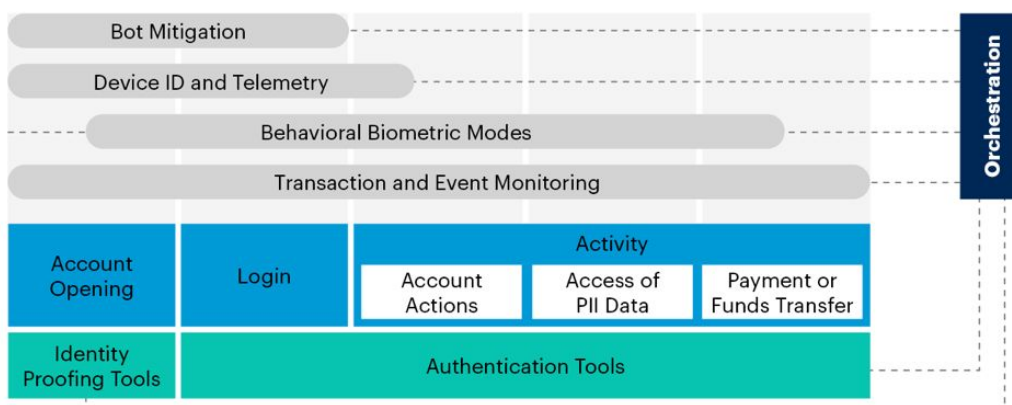 Bot Mitigation
Device ID and Telemetry
Behavioral Biometric Modes
Transaction and Event Monitoring
Orchestration
Account
Opening
Login
Activity
Account
Actions
Access of
PII Data
Payment or
Funds Transfer
Identity
Proofing Tools
Authentication Tools